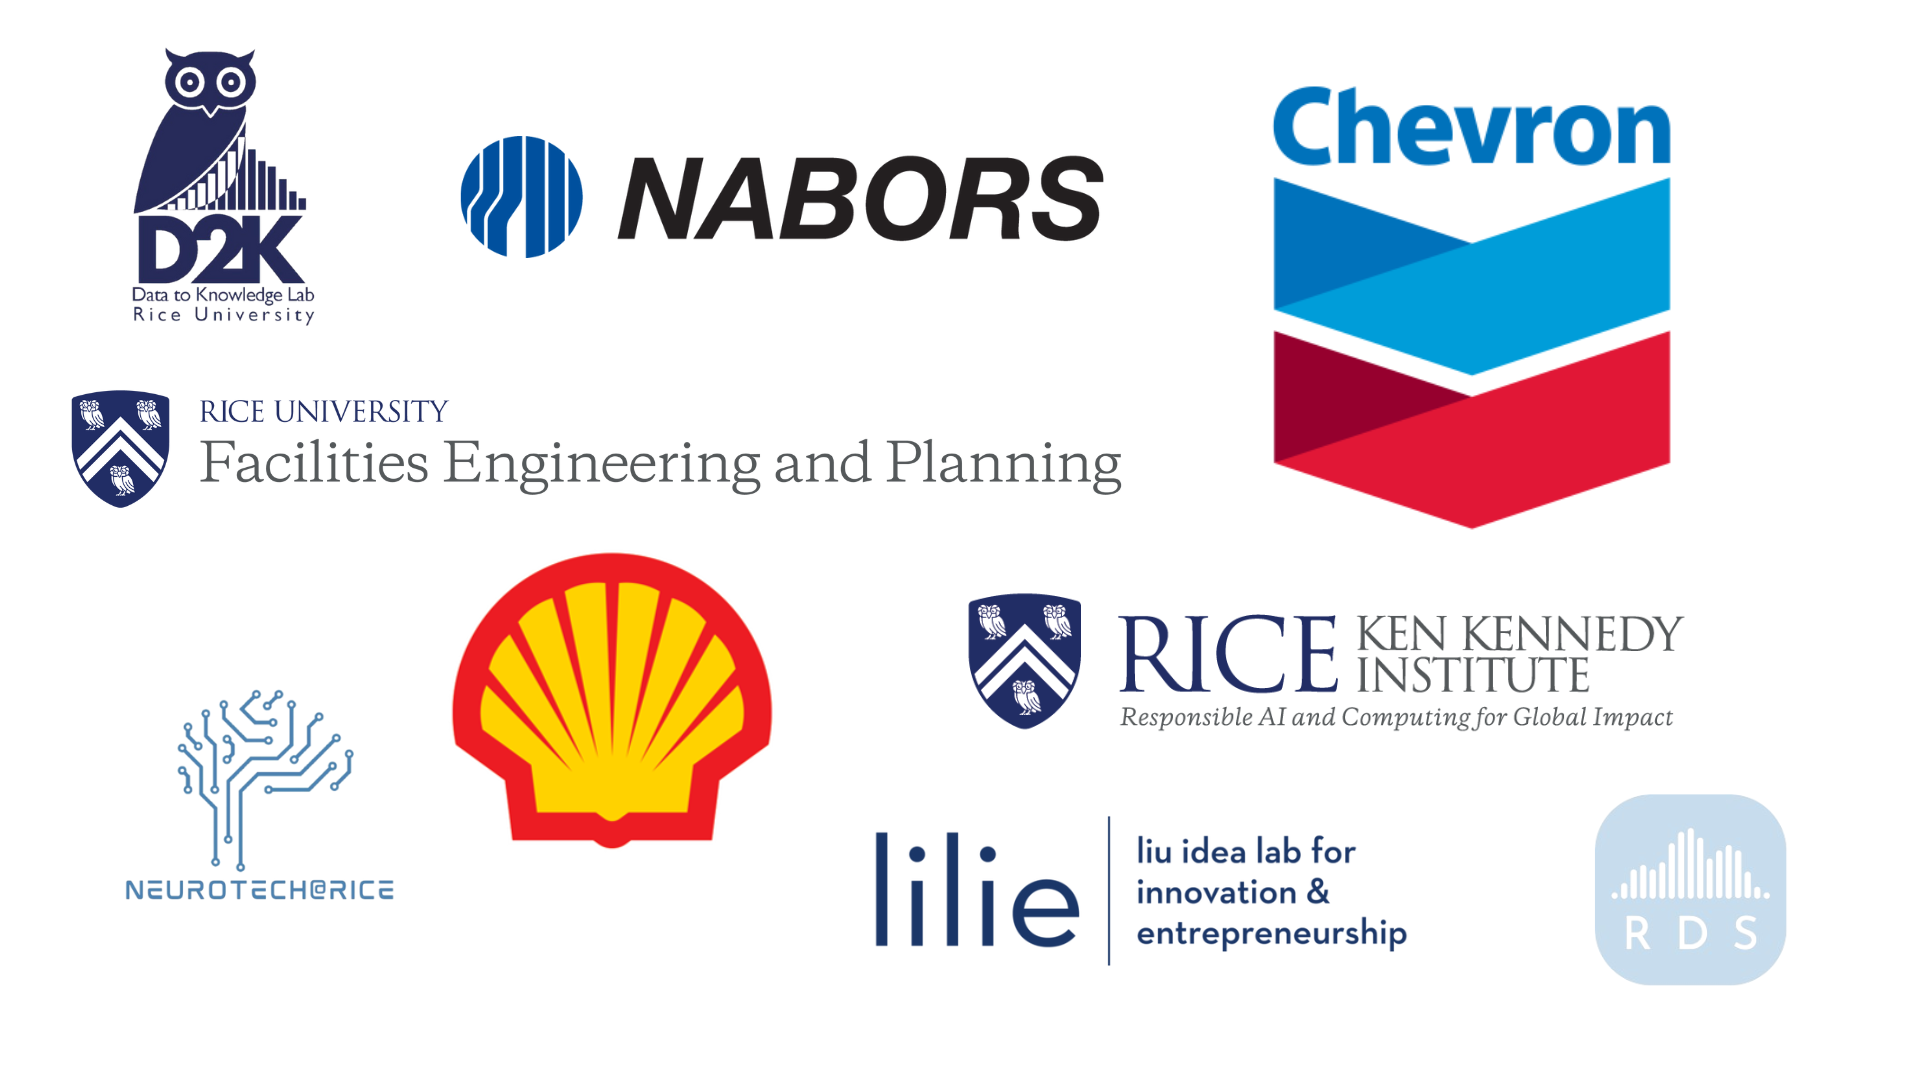 D2K
Data to Knowledge Lab
Rice University
NABORS
Chevron
RICE UNIVERSITY
Facilities Engineering and Planning
RICE KEN KENNEDY
INSTITUTE
Responsible AI and Computing for Global Impact
NEUROTECH@RICE
lilie
liu idea lab for
innovation &
entrepreneurship
R D S